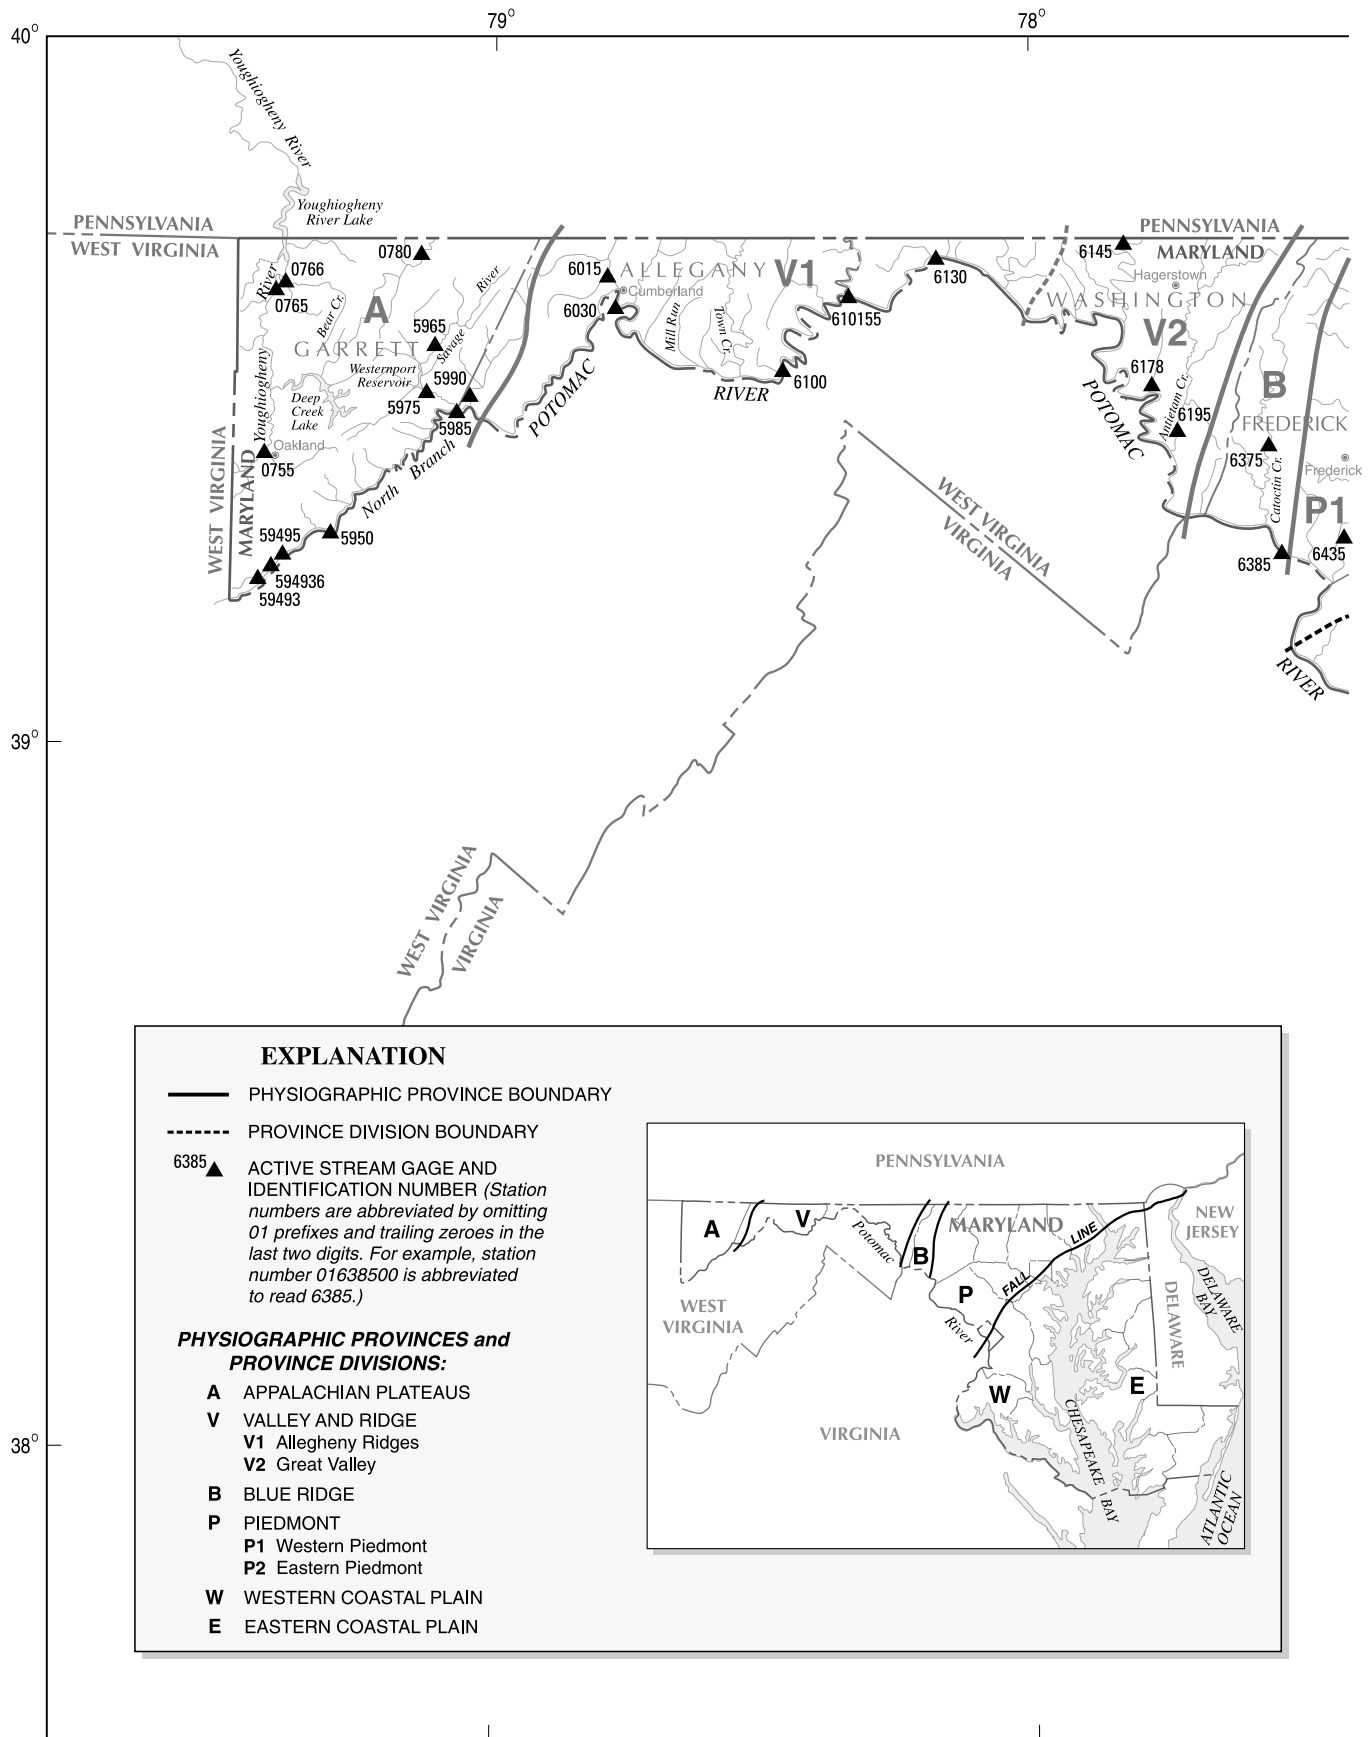 79°
78°
40°
Youghiogheny River
Youghiogheny
River Lake
PENNSYLVANIA
WEST VIRGINIA
PENNSYLVANIA
MARYLAND
0780
0766
0765
River
Bear Cr.
A
GARRETT
5965
Savage
River
Westernport
Reservoir
5990
5975
5985
Deep
Creek
Lake
Youghiogheny
Oakland
0755
WEST VIRGINIA
MARYLAND
North
Branch
59495
5950
594936
59493
6015
ALLEGANY
V1
Cumberland
6030
Mill Run
Town Cr.
POTOMAC
RIVER
6100
610155
6130
6145
Hagerstown
WASHINGTON
V2
6178
Antietam Cr.
6195
POTOMAC
B
FREDERICK
6375
Catoctin Cr.
Frederick
P1
6385
6435
RIVER
WEST VIRGINIA
VIRGINIA
39°
WEST VIRGINIA
VIRGINIA
38°
EXPLANATION
PHYSIOGRAPHIC PROVINCE BOUNDARY
PROVINCE DIVISION BOUNDARY
6385
ACTIVE STREAM GAGE AND
IDENTIFICATION NUMBER (Station
numbers are abbreviated by omitting
01 prefixes and trailing zeroes in the
last two digits. For example, station
number 01638500 is abbreviated
to read 6385.)
PHYSIOGRAPHIC PROVINCES and
PROVINCE DIVISIONS:
A APPALACHIAN PLATEAUS
V VALLEY AND RIDGE
V1 Allegheny Ridges
V2 Great Valley
B BLUE RIDGE
P PIEDMONT
P1 Western Piedmont
P2 Eastern Piedmont
W WESTERN COASTAL PLAIN
E EASTERN COASTAL PLAIN
PENNSYLVANIA
A
V
Potomac
B
MARYLAND
LINE
FALL
NEW
JERSEY
P
River
WEST
VIRGINIA
DELAWARE
DELAWARE
BAY
W
E
VIRGINIA
CHESAPEAKE
BAY
ATLANTIC
OCEAN